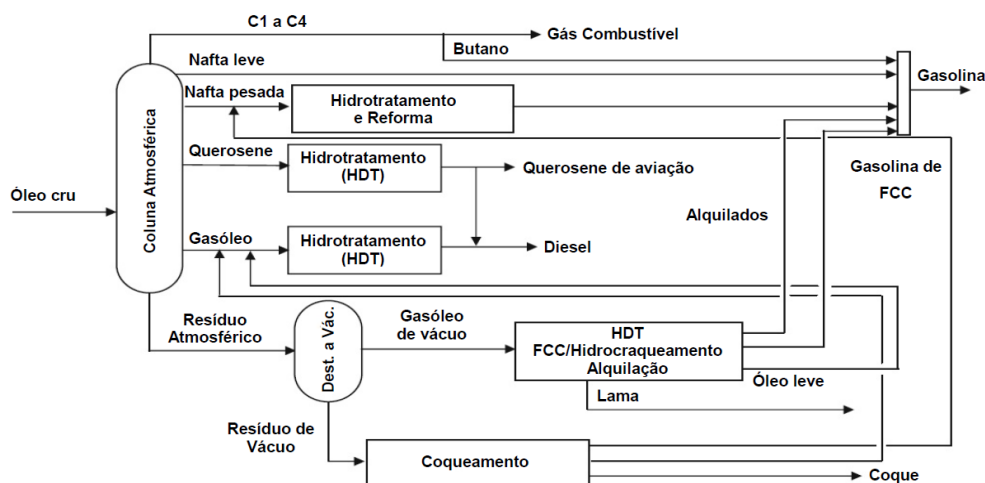 C1 a C4
Gás Combustível
Butano
Nafta leve
Gasolina
Nafta pesada
Hidrotratamento
e Reforma
Coluna Atmosférica
Querosene
Hidrotratamento
(HDT)
Querosene de aviação
Gasolina de
FCC
Óleo cru
Alquilados
Gasóleo
Hidrotratamento
(HDT)
Diesel
Resíduo
Atmosférico
Dest. a Vác.
Gasóleo
de vácuo
HDT
FCC/Hidrocraqueamento
Alquilação
Óleo leve
Lama
Resíduo de
Vácuo
Coqueamento
Coque